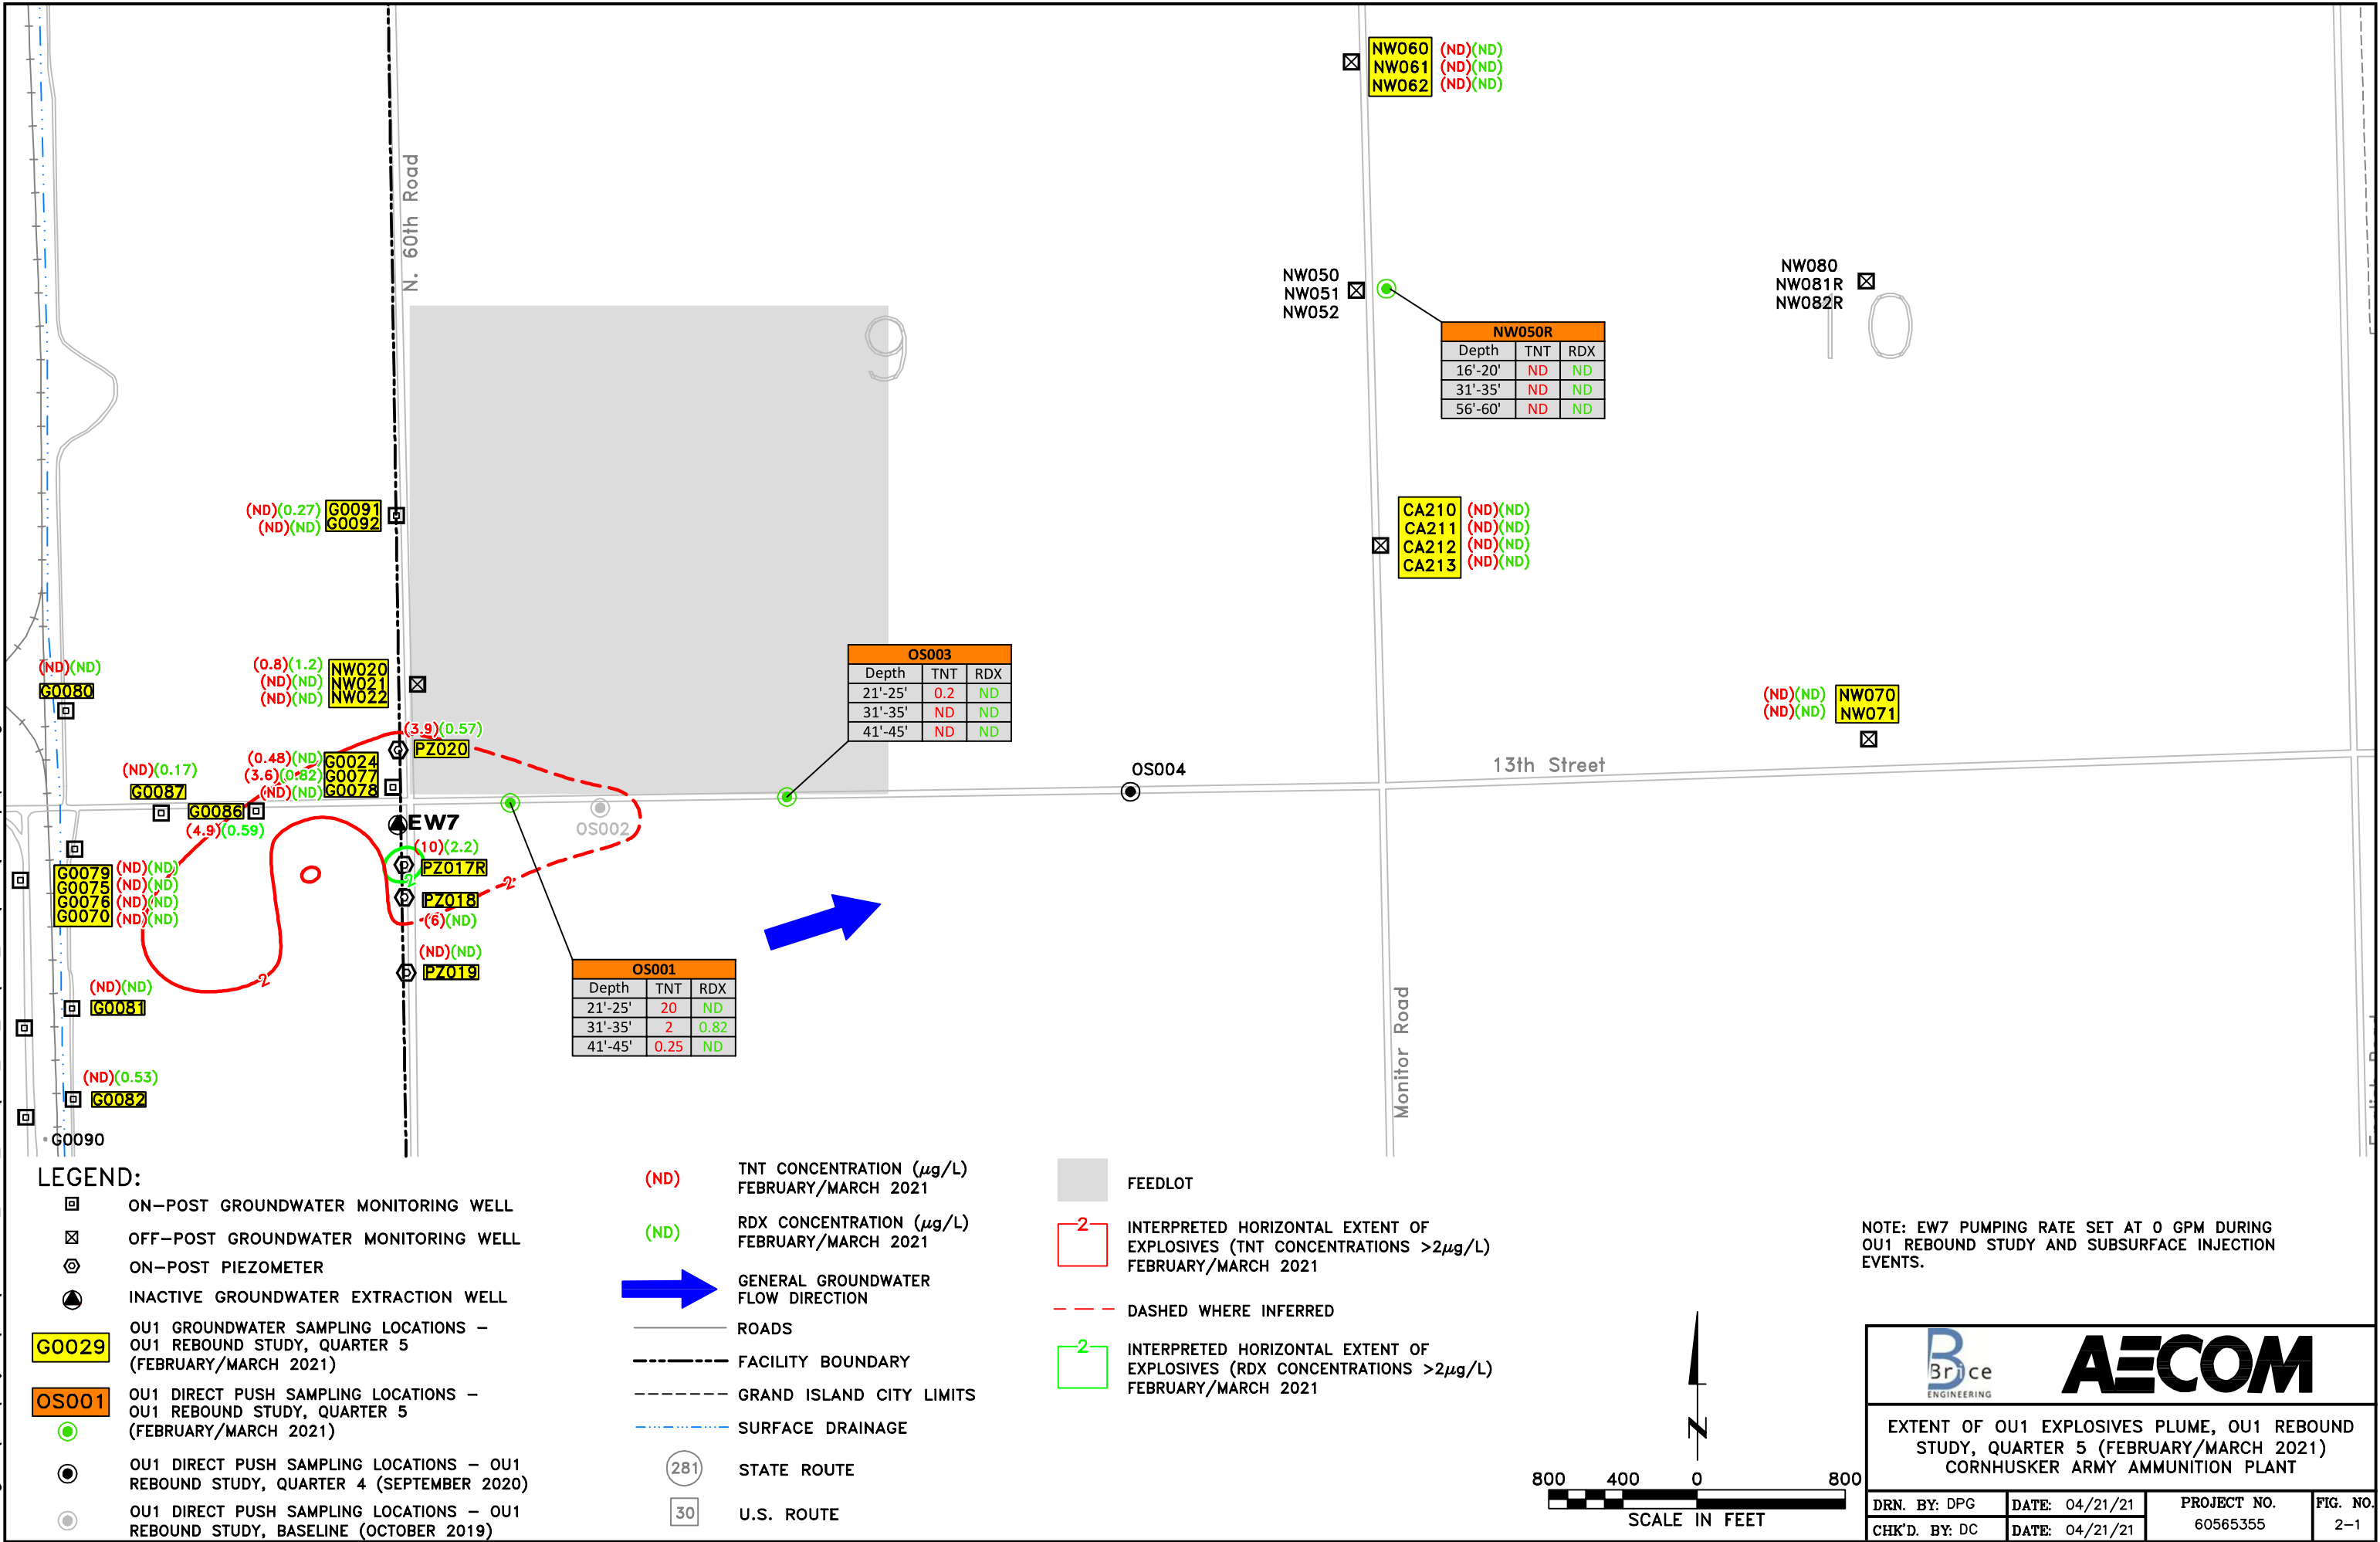 NW060 (ND)(ND)
NW061 (ND)(ND)
NW062 (ND)(ND)
N. 60th Road
NW050
NW051
NW052
NW080
NW081R
NW082R
9
10
NW050R
Depth TNT RDX
16'-20' ND ND
31'-35' ND ND
56'-60' ND ND
(ND)(0.27) G0091
(ND)(ND) G0092
CA210 (ND)(ND)
CA211 (ND)(ND)
CA212 (ND)(ND)
CA213 (ND)(ND)
(ND)(ND)
G0080
(0.8)(1.2) NW020
(ND)(ND) NW021
(ND)(ND) NW022
OS003
Depth TNT RDX
21'-25' 0.2 ND
31'-35' ND ND
41'-45' ND ND
(ND)(ND) NW070
(ND)(ND) NW071
(3.9)(0.57)
PZ020
(0.48)(ND) G0024
(3.6)(0.82) G0077
(ND)(ND) G0078
(ND)(0.17)
G0087
G0086
(4.9)(0.59)
OS004
13th Street
EW7
OS002
(10)(2.2)
PZ017R
2
2
PZ018
(6)(ND)
G0079 (ND)(ND)
G0075 (ND)(ND)
G0076 (ND)(ND)
G0070 (ND)(ND)
(ND)(ND)
PZ019
2
OS001
Depth TNT RDX
21'-25' 20 ND
31'-35' 2 0.82
41'-45' 0.25 ND
(ND)(ND)
G0081
(ND)(0.53)
G0082
G0090
Monitor Road
LEGEND:
ON-POST GROUNDWATER MONITORING WELL
OFF-POST GROUNDWATER MONITORING WELL
ON-POST PIEZOMETER
INACTIVE GROUNDWATER EXTRACTION WELL
G0029
OU1 GROUNDWATER SAMPLING LOCATIONS -
OU1 REBOUND STUDY, QUARTER 5
(FEBRUARY/MARCH 2021)
OS001
OU1 DIRECT PUSH SAMPLING LOCATIONS -
OU1 REBOUND STUDY, QUARTER 5
(FEBRUARY/MARCH 2021)
OU1 DIRECT PUSH SAMPLING LOCATIONS - OU1
REBOUND STUDY, QUARTER 4 (SEPTEMBER 2020)
OU1 DIRECT PUSH SAMPLING LOCATIONS - OU1
REBOUND STUDY, BASELINE (OCTOBER 2019)
(ND)
TNT CONCENTRATION (µg/L)
FEBRUARY/MARCH 2021
(ND)
RDX CONCENTRATION (µg/L)
FEBRUARY/MARCH 2021
GENERAL GROUNDWATER
FLOW DIRECTION
ROADS
FACILITY BOUNDARY
GRAND ISLAND CITY LIMITS
SURFACE DRAINAGE
281
STATE ROUTE
30
U.S. ROUTE
FEEDLOT
2
INTERPRETED HORIZONTAL EXTENT OF
EXPLOSIVES (TNT CONCENTRATIONS >2µg/L)
FEBRUARY/MARCH 2021
DASHED WHERE INFERRED
2
INTERPRETED HORIZONTAL EXTENT OF
EXPLOSIVES (RDX CONCENTRATIONS >2µg/L)
FEBRUARY/MARCH 2021
NOTE: EW7 PUMPING RATE SET AT 0 GPM DURING
OU1 REBOUND STUDY AND SUBSURFACE INJECTION
EVENTS.
N
800 400 0 800
SCALE IN FEET
Brice
ENGINEERING
AECOM
EXTENT OF OU1 EXPLOSIVES PLUME, OU1 REBOUND
STUDY, QUARTER 5 (FEBRUARY/MARCH 2021)
CORNHUSKER ARMY AMMUNITION PLANT
DRN. BY: DPG DATE: 04/21/21
CHK'D. BY: DC DATE: 04/21/21
PROJECT NO.
60565355
FIG. NO.
2-1